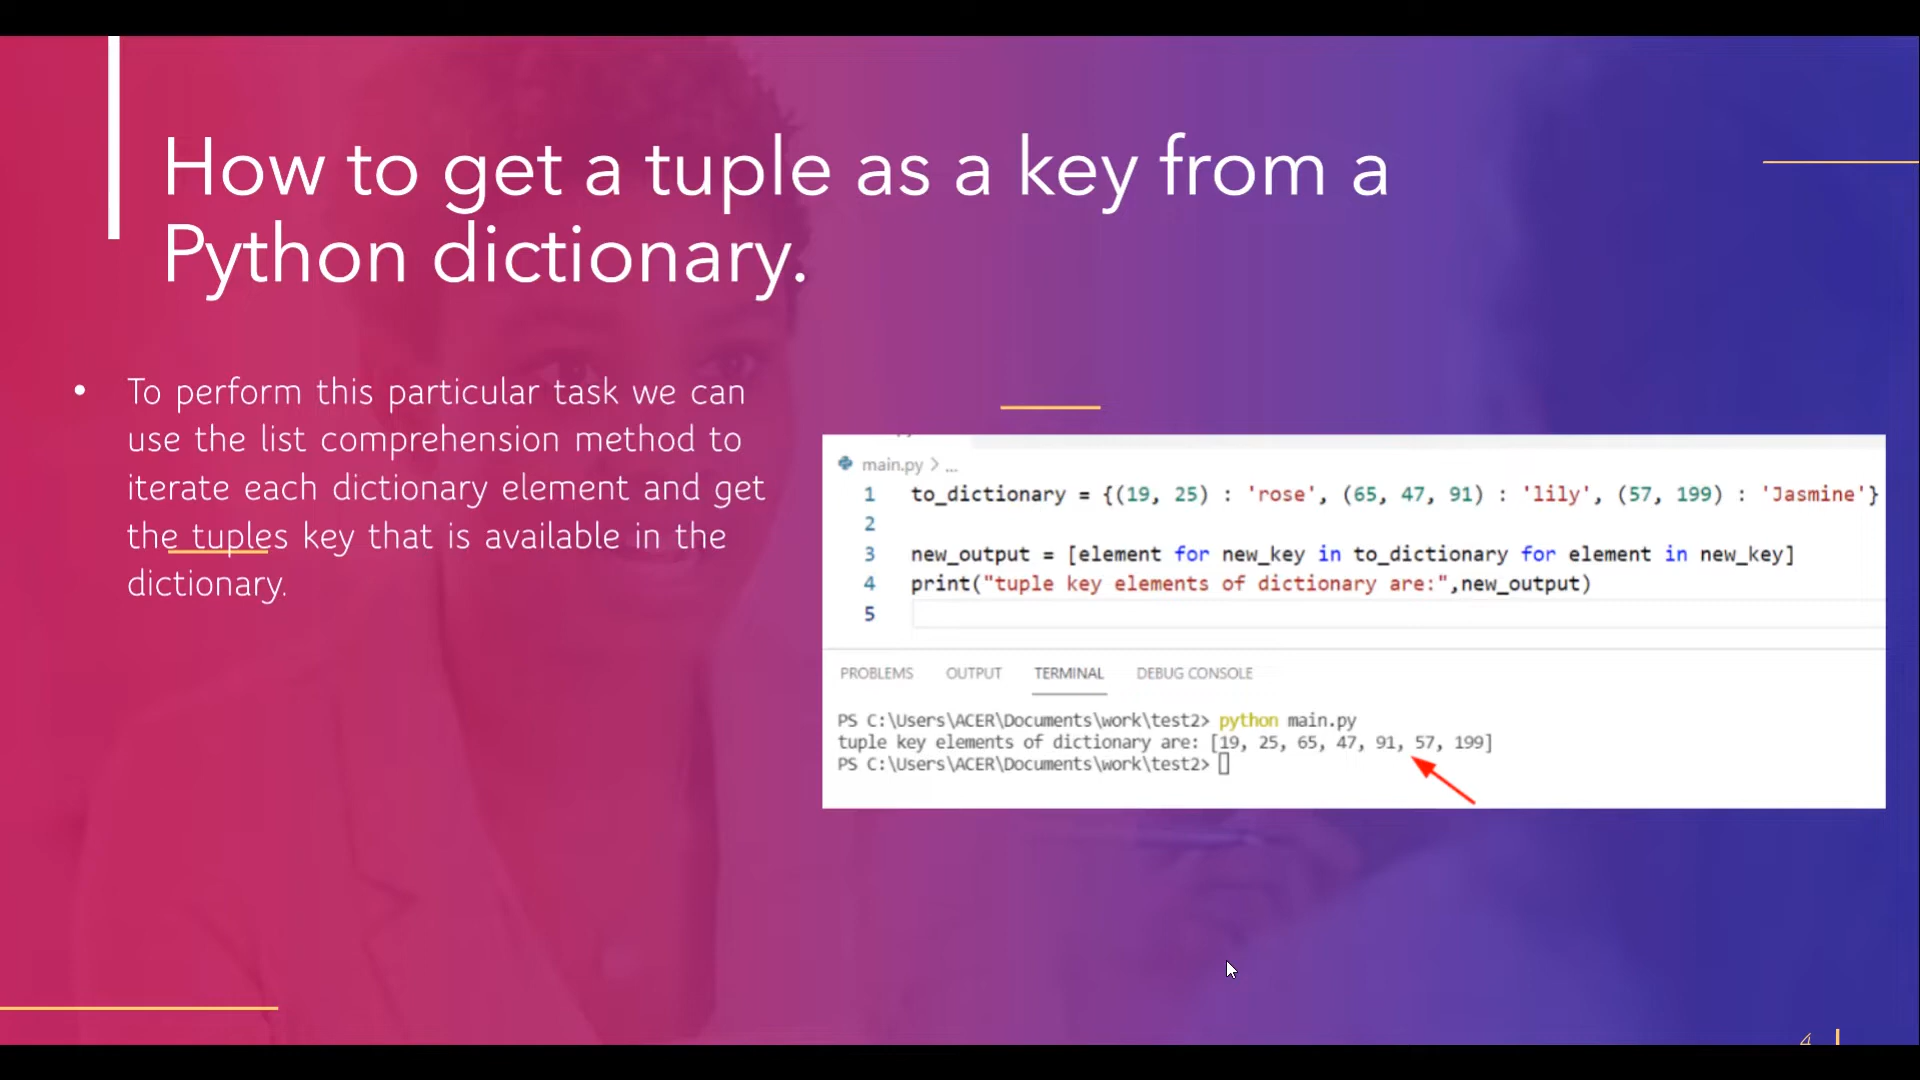 How to get a tuple as a key from a
Python dictionary.
• To perform this particular task we can
use the list comprehension method to
iterate each dictionary element and get
the tuples key that is available in the
dictionary.
main.py > ...
1 to_dictionary = {(19, 25) : 'rose', (65, 47, 91) : 'lily', (57, 199) : 'Jasmine'}
2
3 new_output = [element for new_key in to_dictionary for element in new_key]
4 print("tuple key elements of dictionary are:",new_output)
5
PROBLEMS OUTPUT TERMINAL DEBUG CONSOLE
PS C:\Users\ACER\Documents\work\test2> python main.py
tuple key elements of dictionary are: [19, 25, 65, 47, 91, 57, 199]
PS C:\Users\ACER\Documents\work\test2>
4